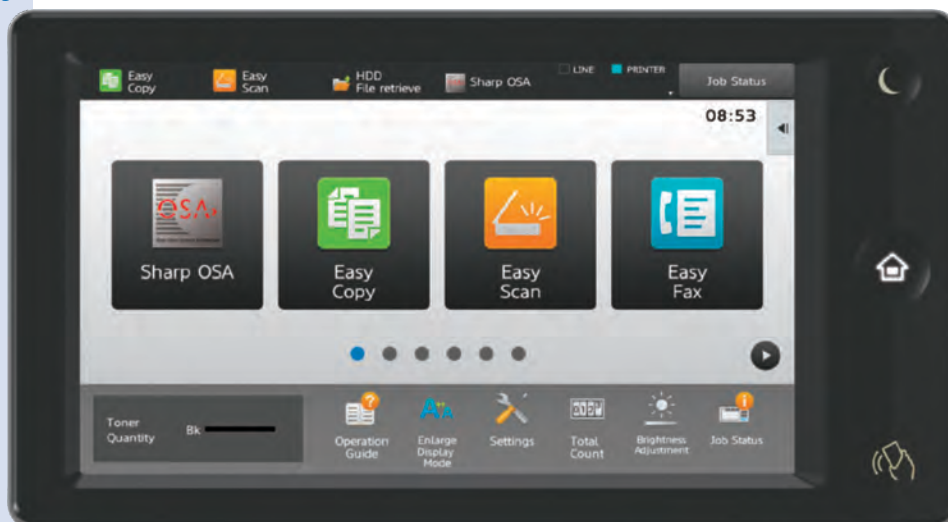 Easy
Copy
Easy
Scan
HDD
File retrieve
Sharp OSA
LINE
PRINTER
Job Status
08:53
OSA
Sharp OSA
Easy
Copy
Easy
Scan
Easy
Fax
Toner
Quantity
Bk
Operation
Guide
Enlarge
Display
Mode
Settings
Total
Count
Brightness
Adjustment
Job Status